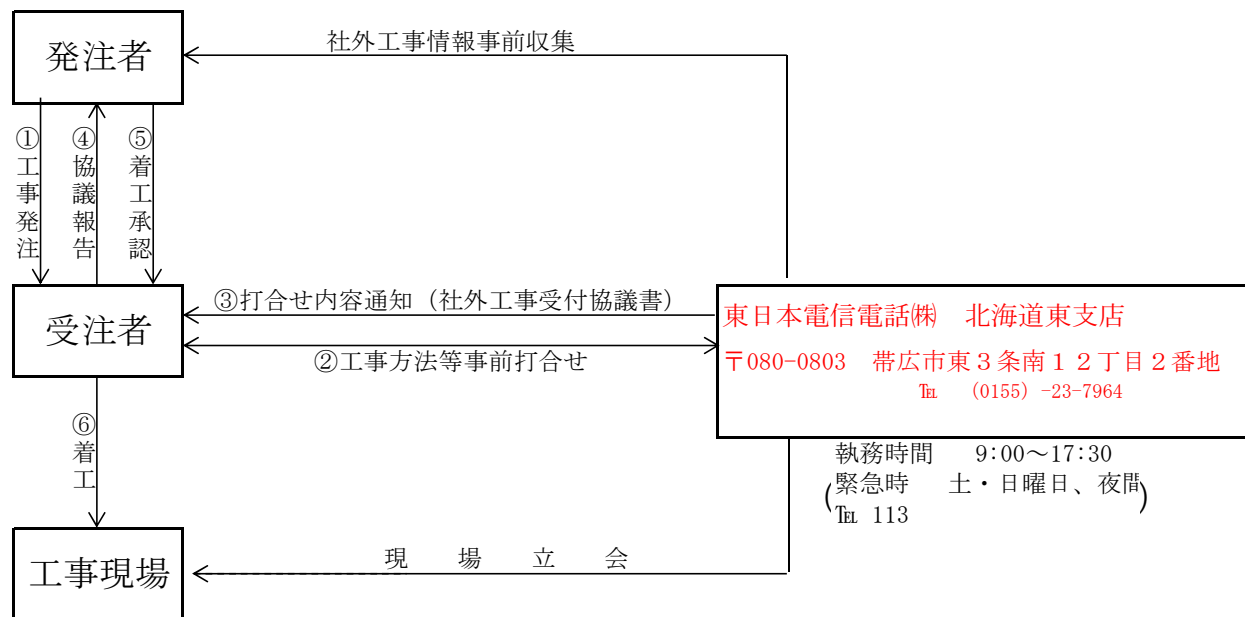 発注者
社外工事情報事前収集
①工事発注
④協議報告
⑤着工承認
受注者
③打合せ内容通知（社外工事受付協議書）
②工事方法等事前打合せ
東日本電信電話㈱　北海道東支店
〒080-0803　帯広市東３条南１２丁目２番地
℡　(0155) -23-7964
⑥着工
執務時間　9:00～17:30
(緊急時　土・日曜日、夜間)
℡ 113
工事現場
現　場　立　会